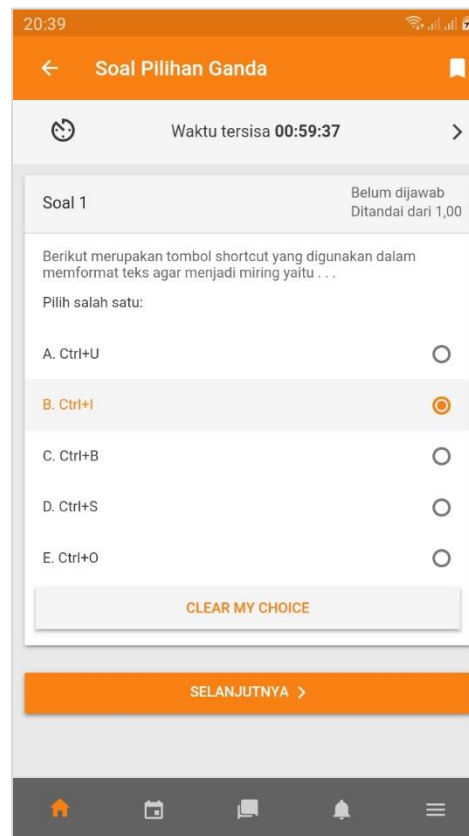 20:39
Soal Pilihan Ganda
Waktu tersisa 00:59:37
Soal 1
Belum dijawab
Ditandai dari 1,00
Berikut merupakan tombol shortcut yang digunakan dalam
memformat teks agar menjadi miring yaitu . . .
Pilih salah satu:
A. Ctrl+U
B. Ctrl+I
C. Ctrl+B
D. Ctrl+S
E. Ctrl+O
CLEAR MY CHOICE
SELANJUTNYA